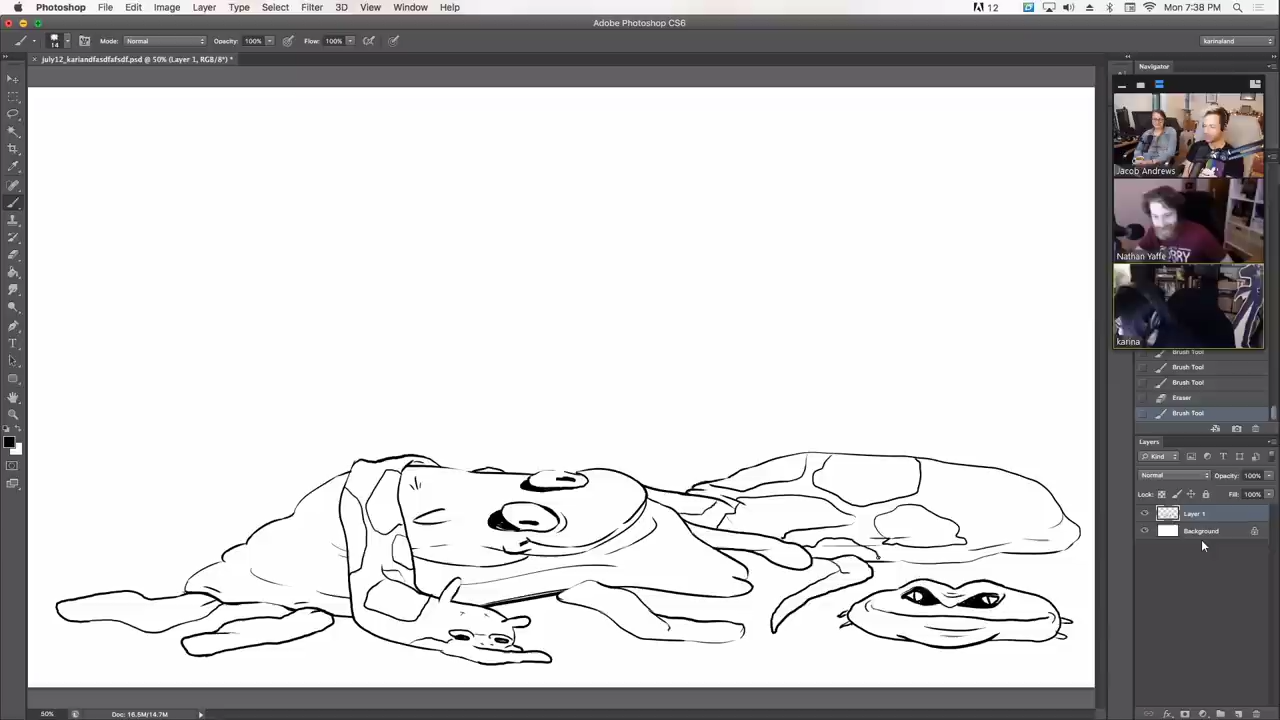 Photoshop File Edit Image Layer Type Select Filter 3D View Window Help 12 Mon 7:38 PM
Adobe Photoshop CS6
14 Mode: Normal Opacity: 100% Flow: 100% karinaland
july12_kariandfasdfafsdf.psd @ 50% (Layer 1, RGB/8*) *
Navigator
Jacob Andrews
Nathan Yaffe
karina
Brush Tool
Brush Tool
Brush Tool
Eraser
Brush Tool
Layers
Kind
Normal Opacity: 100%
Lock: Fill: 100%
Layer 1
Background
50% Doc: 16.5M/14.7M